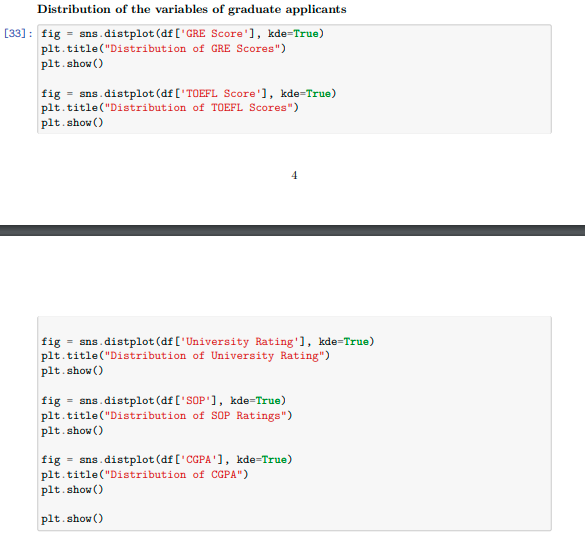 Distribution of the variables of graduate applicants
[33]: fig = sns.distplot(df['GRE Score'], kde=True)
plt.title("Distribution of GRE Scores")
plt.show()
fig = sns.distplot(df['TOEFL Score'], kde=True)
plt.title("Distribution of TOEFL Scores")
plt.show()
4
fig = sns.distplot(df['University Rating'], kde=True)
plt.title("Distribution of University Rating")
plt.show()
fig = sns.distplot(df['SOP'], kde=True)
plt.title("Distribution of SOP Ratings")
plt.show()
fig = sns.distplot(df['CGPA'], kde=True)
plt.title("Distribution of CGPA")
plt.show()
plt.show()